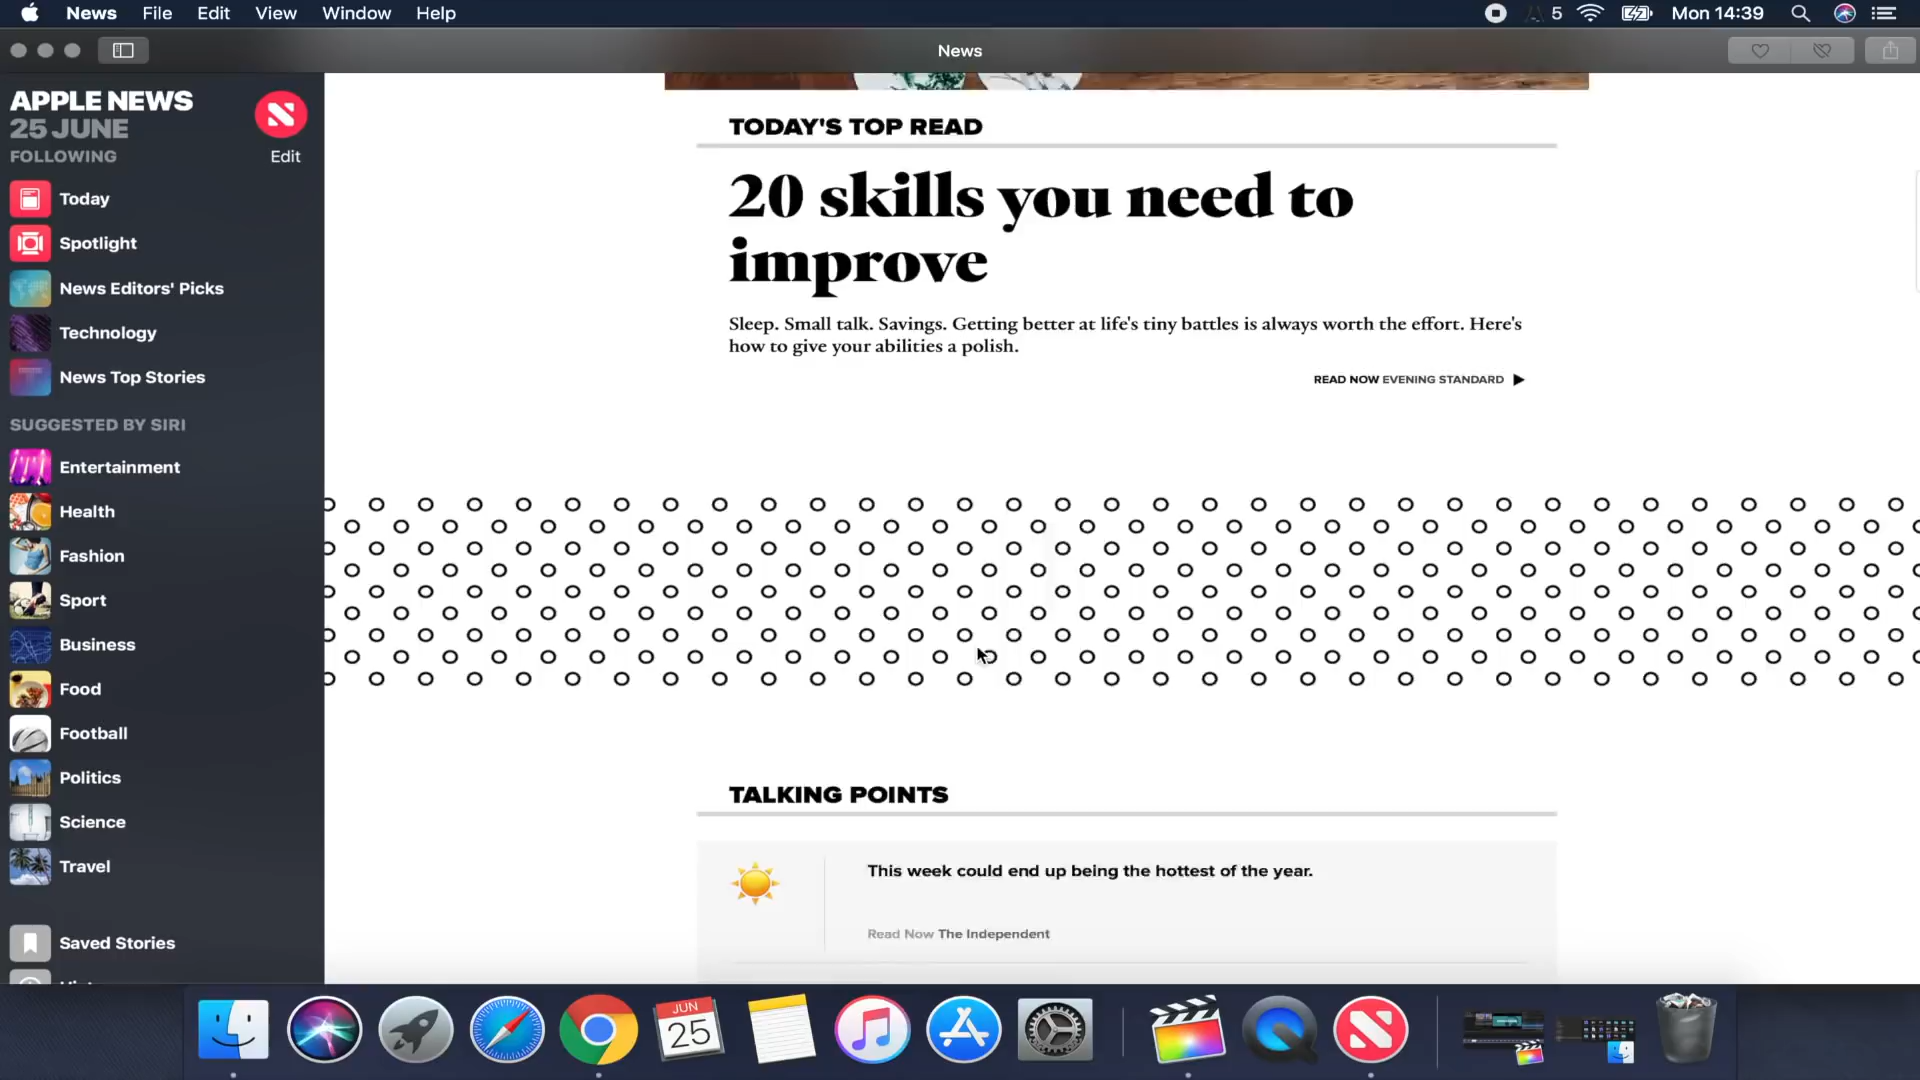 News File Edit View Window Help
5 Mon 14:39
News
APPLE NEWS
25 JUNE
FOLLOWING Edit
Today
Spotlight
News Editors' Picks
Technology
News Top Stories
SUGGESTED BY SIRI
Entertainment
Health
Fashion
Sport
Business
Food
Football
Politics
Science
Travel
Saved Stories
TODAY'S TOP READ
20 skills you need to
improve
Sleep. Small talk. Savings. Getting better at life's tiny battles is always worth the effort. Here's
how to give your abilities a polish.
READ NOW EVENING STANDARD
TALKING POINTS
This week could end up being the hottest of the year.
Read Now The Independent
JUN
25